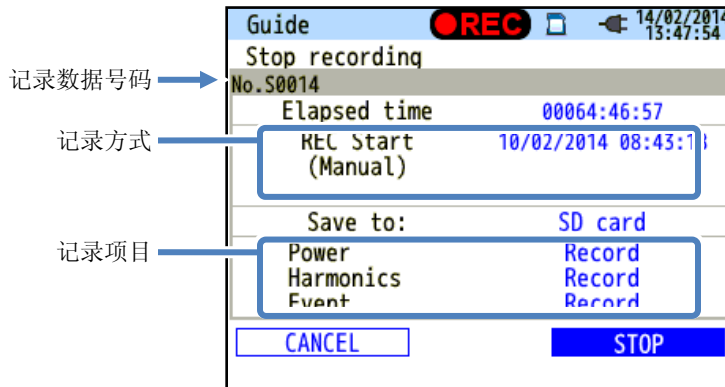 Guide REC 14/02/2014
13:47:54
Stop recording
记录数据号码
No.S0014
Elapsed time 00064:46:57
记录方式
REC Start 10/02/2014 08:43:13
(Manual)
Save to: SD card
记录项目
Power Record
Harmonics Record
Event Record
CANCEL STOP